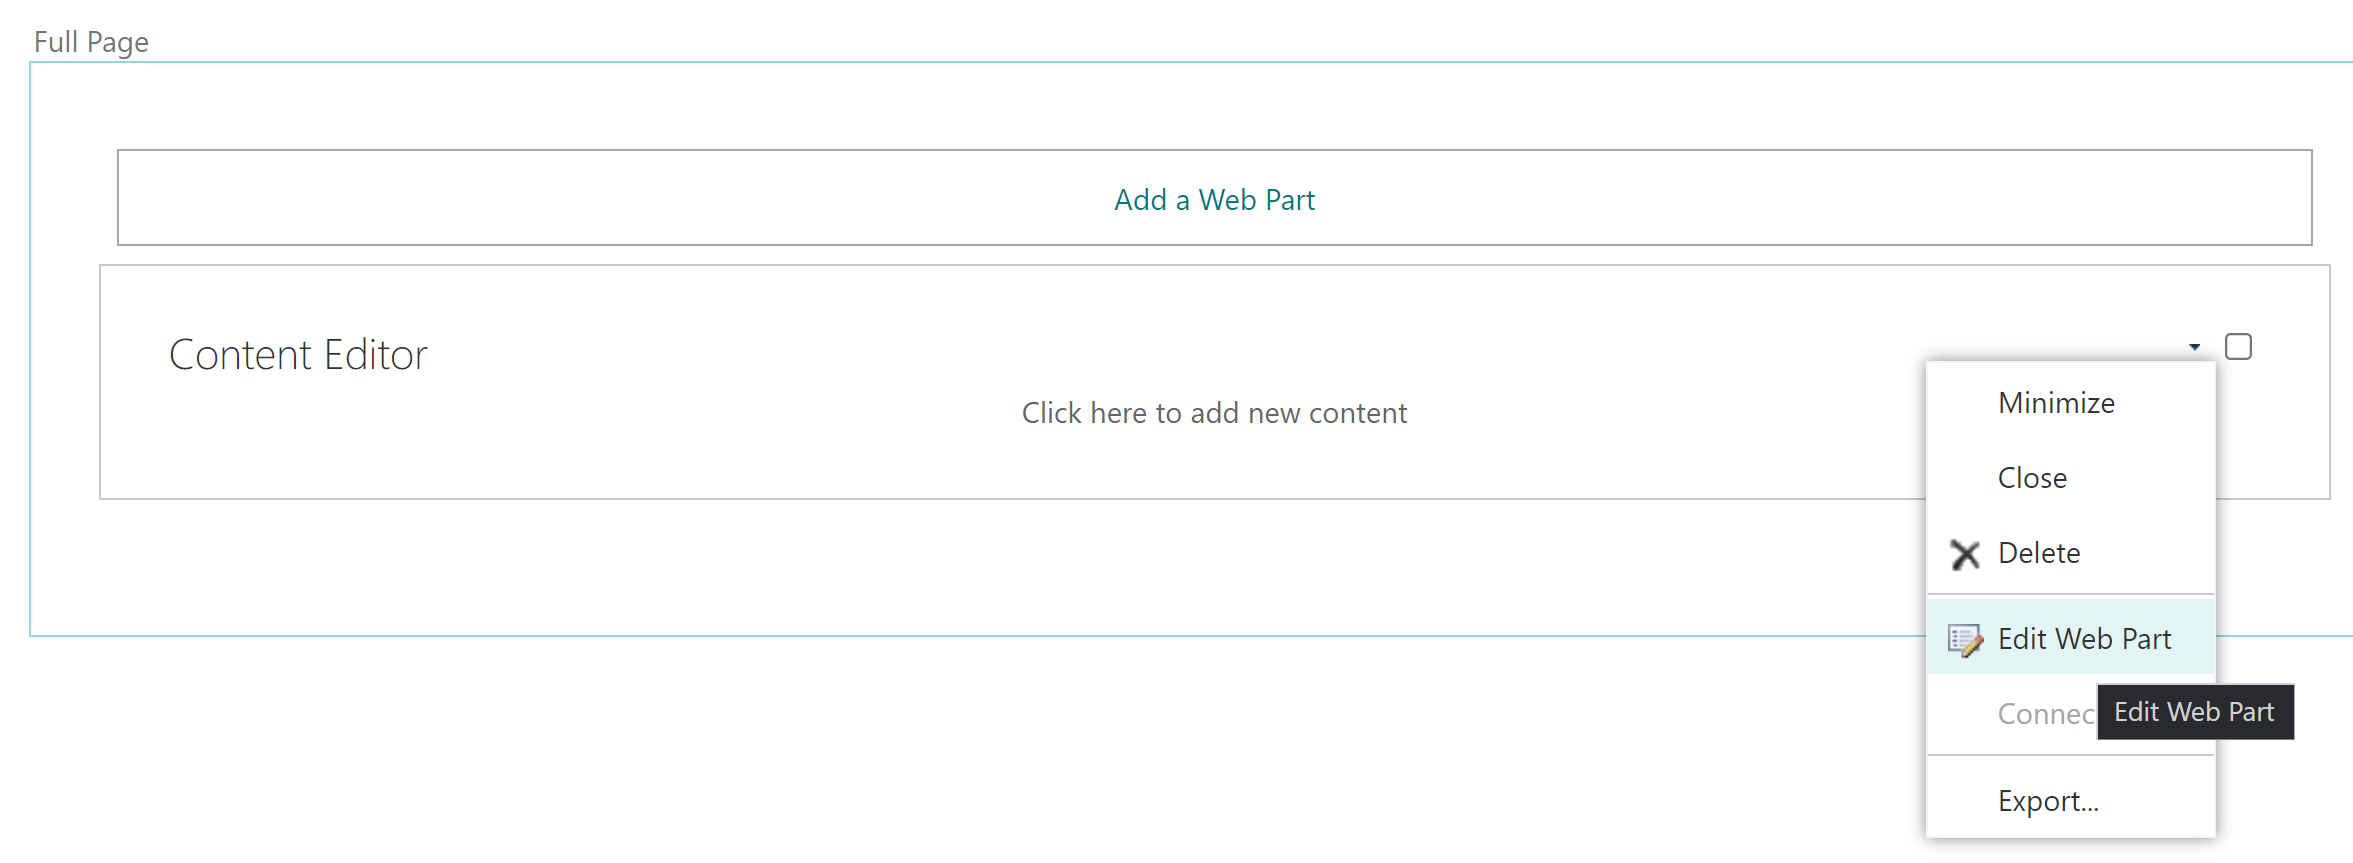 Full Page
Add a Web Part
Content Editor
Click here to add new content
Minimize
Close
Delete
Edit Web Part
Edit Web Part
Export...